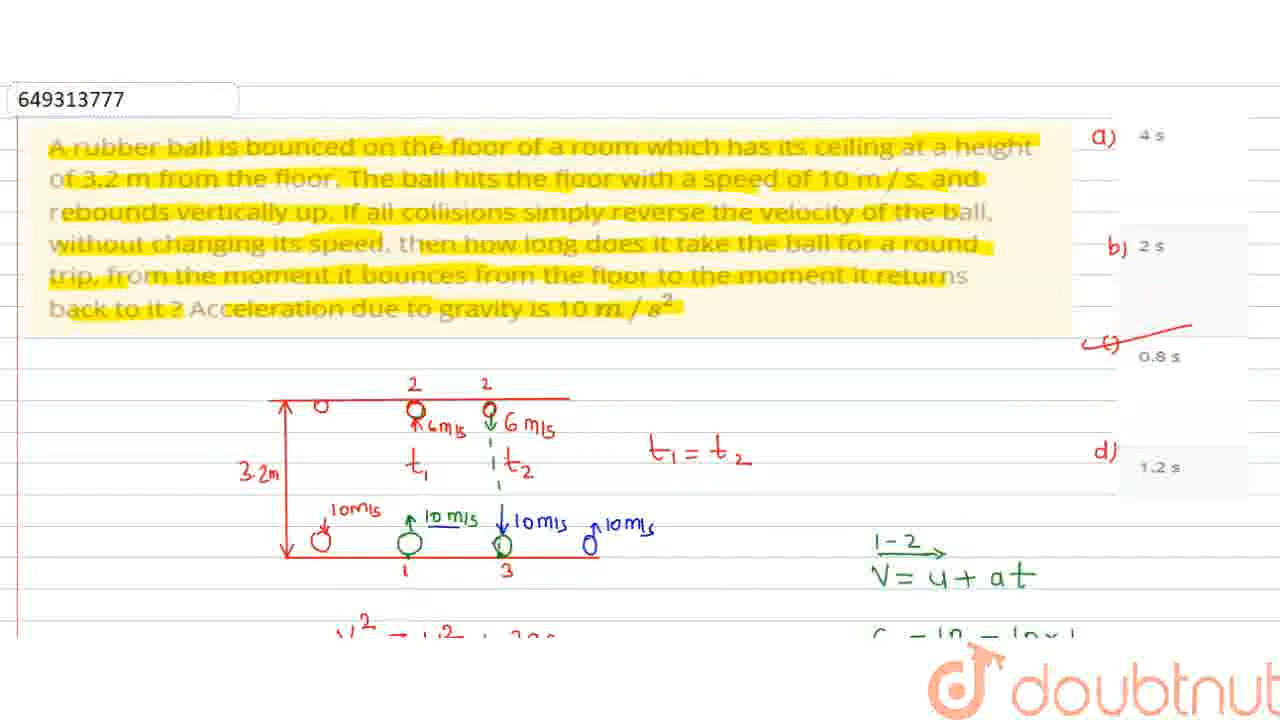 649313777
A rubber ball is bounced on the floor of a room which has its ceiling at a height
of 3.2 m from the floor. The ball hits the floor with a speed of 10 m / s, and
rebounds vertically up. If all collisions simply reverse the velocity of the ball,
without changing its speed, then how long does it take the ball for a round
trip, from the moment it bounces from the floor to the moment it returns
back to it ? Acceleration due to gravity is 10 m / s²
a) 4 s
b) 2 s
c) 0.8 s
d) 1.2 s
2 2
6m/s 6 m/s
3.2m t₁ t₂ t₁ = t₂
10m/s 10m/s 10m/s 10m/s
1 3
1-2
V = u + at
doubtnut